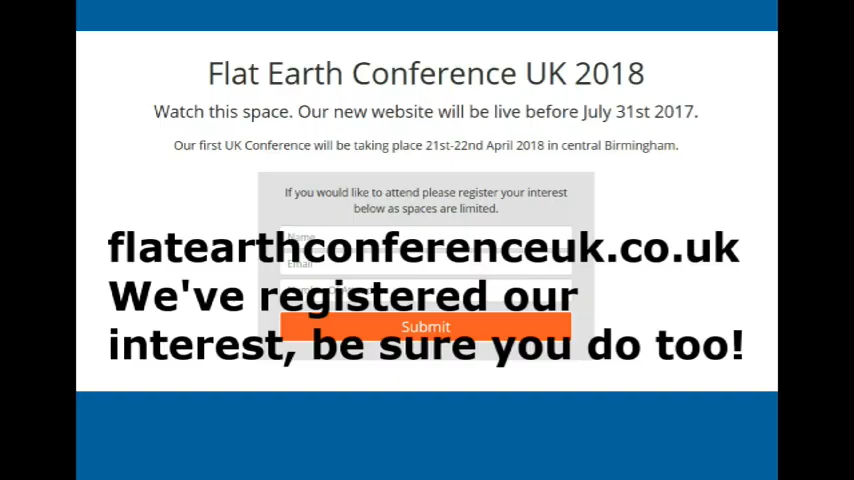 Flat Earth Conference UK 2018
Watch this space. Our new website will be live before July 31st 2017.
Our first UK Conference will be taking place 21st-22nd April 2018 in central Birmingham.
If you would like to attend please register your interest
below as spaces are limited.
Name
flatearthconferenceuk.co.uk
Email
We've registered our
Submit
interest, be sure you do too!